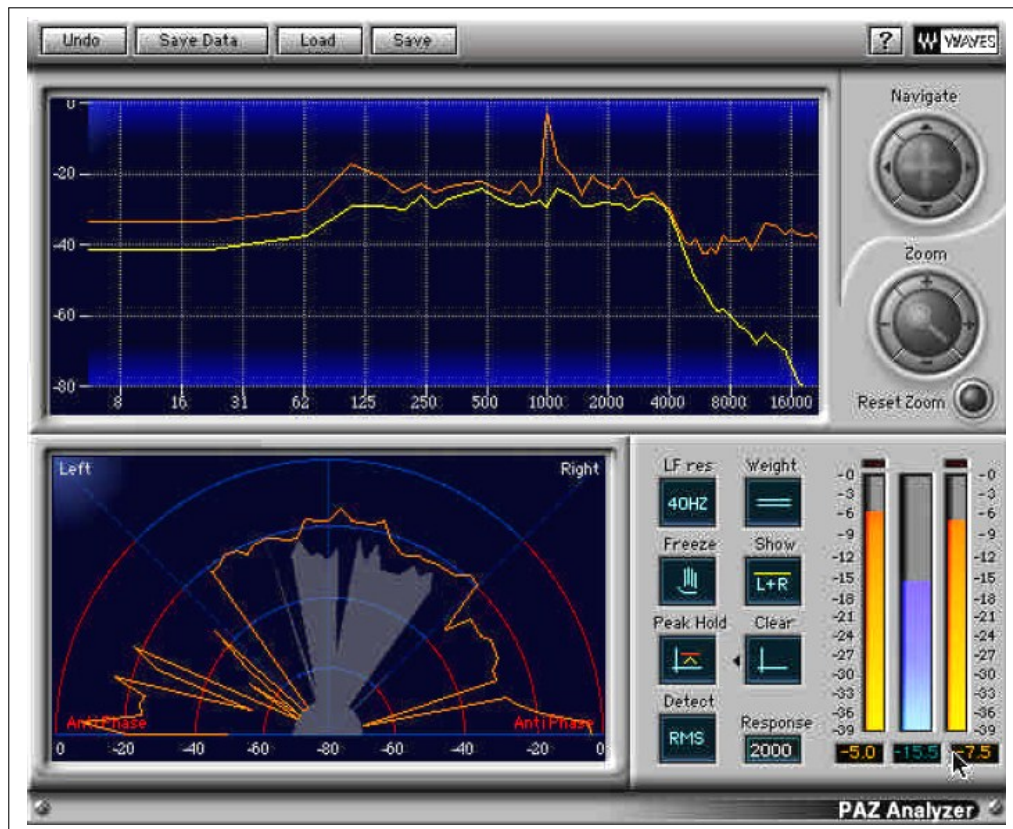 Undo Save Data Load Save ? WAVES
Navigate
0
-20
-40
-60
-80
8 16 31 62 125 250 500 1000 2000 4000 8000 16000
Zoom
Reset Zoom
Left Right
AntiPhase AntiPhase
0 -20 -40 -60 -80 -60 -40 -20 0
LF res Weight
40HZ
Freeze Show
L+R
Peak Hold Clear
Detect Response
RMS 2000
-0 -0
-3 -3
-6 -6
-9 -9
-12 -12
-15 -15
-18 -18
-21 -21
-24 -24
-27 -27
-30 -30
-33 -33
-36 -36
-39 -39
-5.0 -15.5 -7.5
PAZ Analyzer